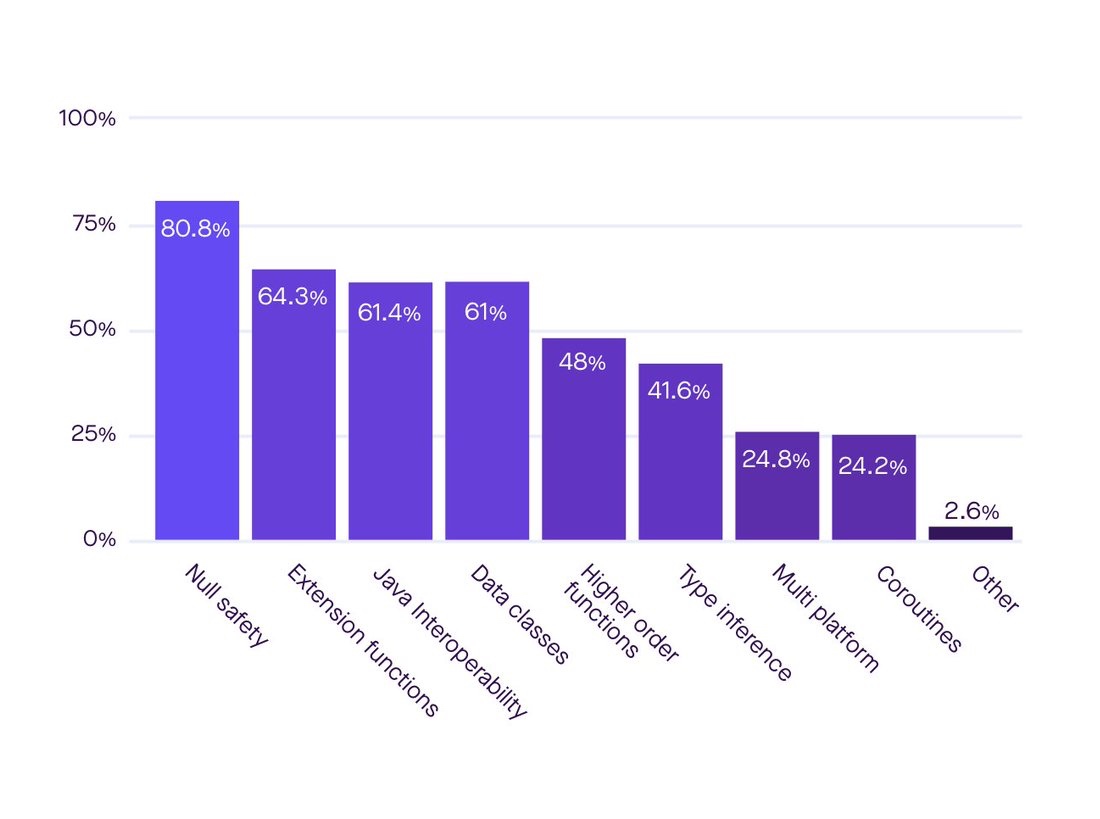 100%
75%
50%
25%
0%
80.8%
64.3%
61.4%
61%
48%
41.6%
24.8%
24.2%
2.6%
Null safety
Extension functions
Java Interoperability
Data classes
Higher order
functions
Type inference
Multi platform
Coroutines
Other